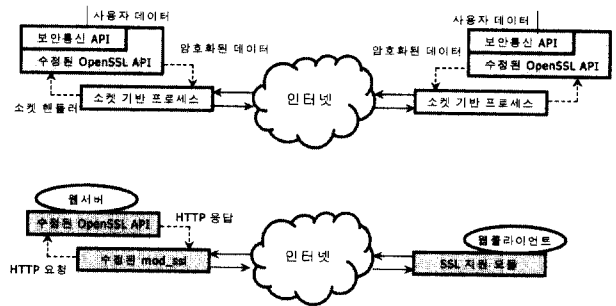 사용자 데이터
보안통신 API
수정된 OpenSSL API
암호화된 데이터
소켓 핸들러
소켓 기반 프로세스
인터넷
사용자 데이터
보안통신 API
수정된 OpenSSL API
암호화된 데이터
소켓 기반 프로세스
웹서버
수정된 OpenSSL API
HTTP 응답
HTTP 요청
수정된 mod_ssl
인터넷
웹클라이언트
SSL 지원 모듈